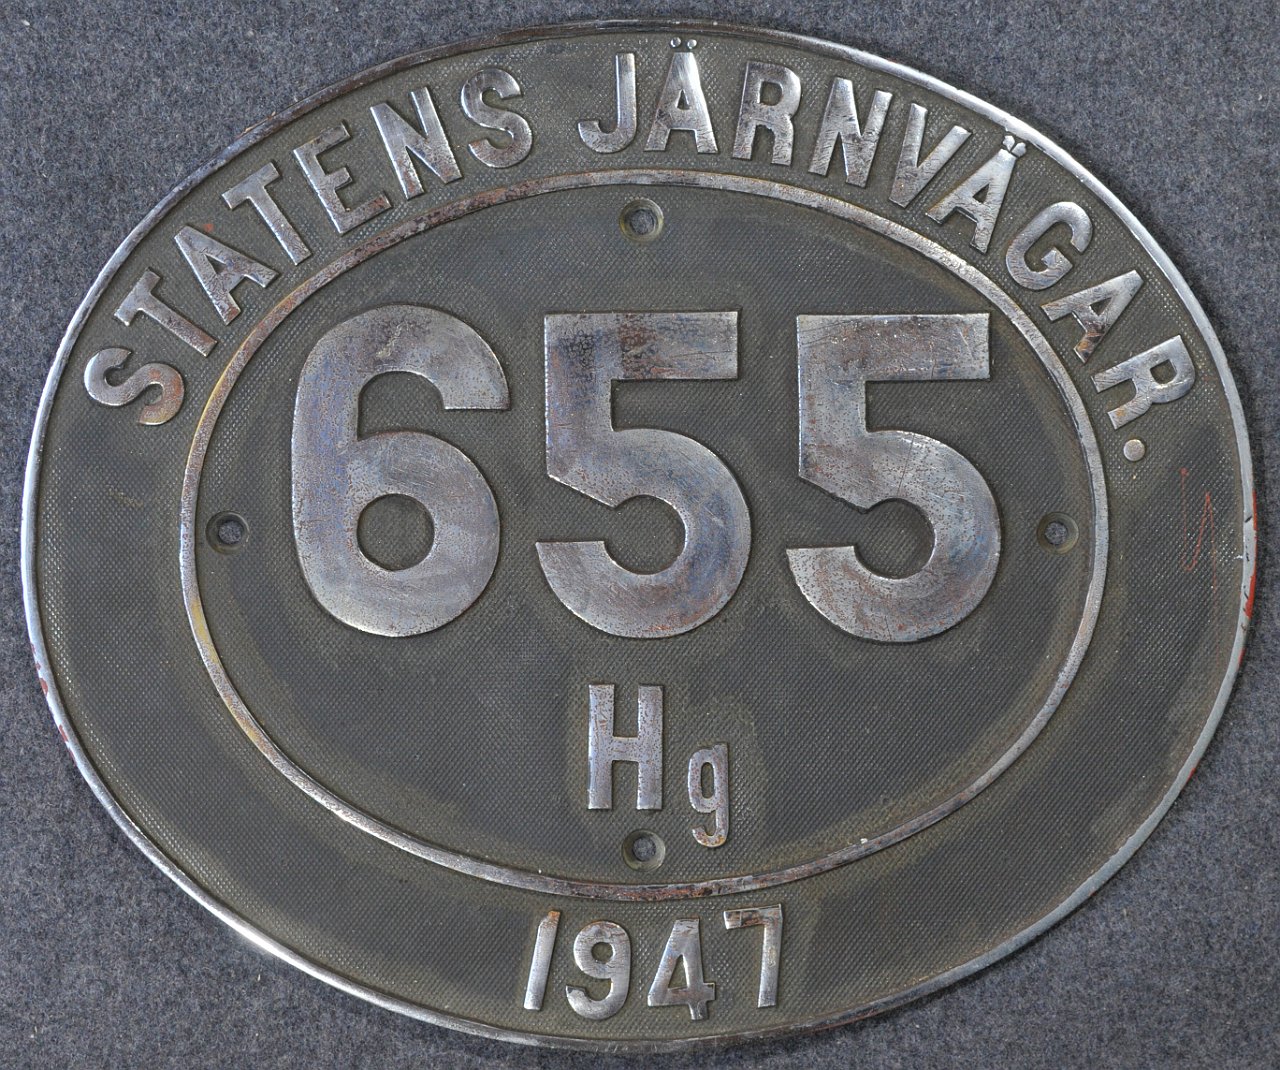 STATENS JÄRNVÄGAR.
655
Hg
1947